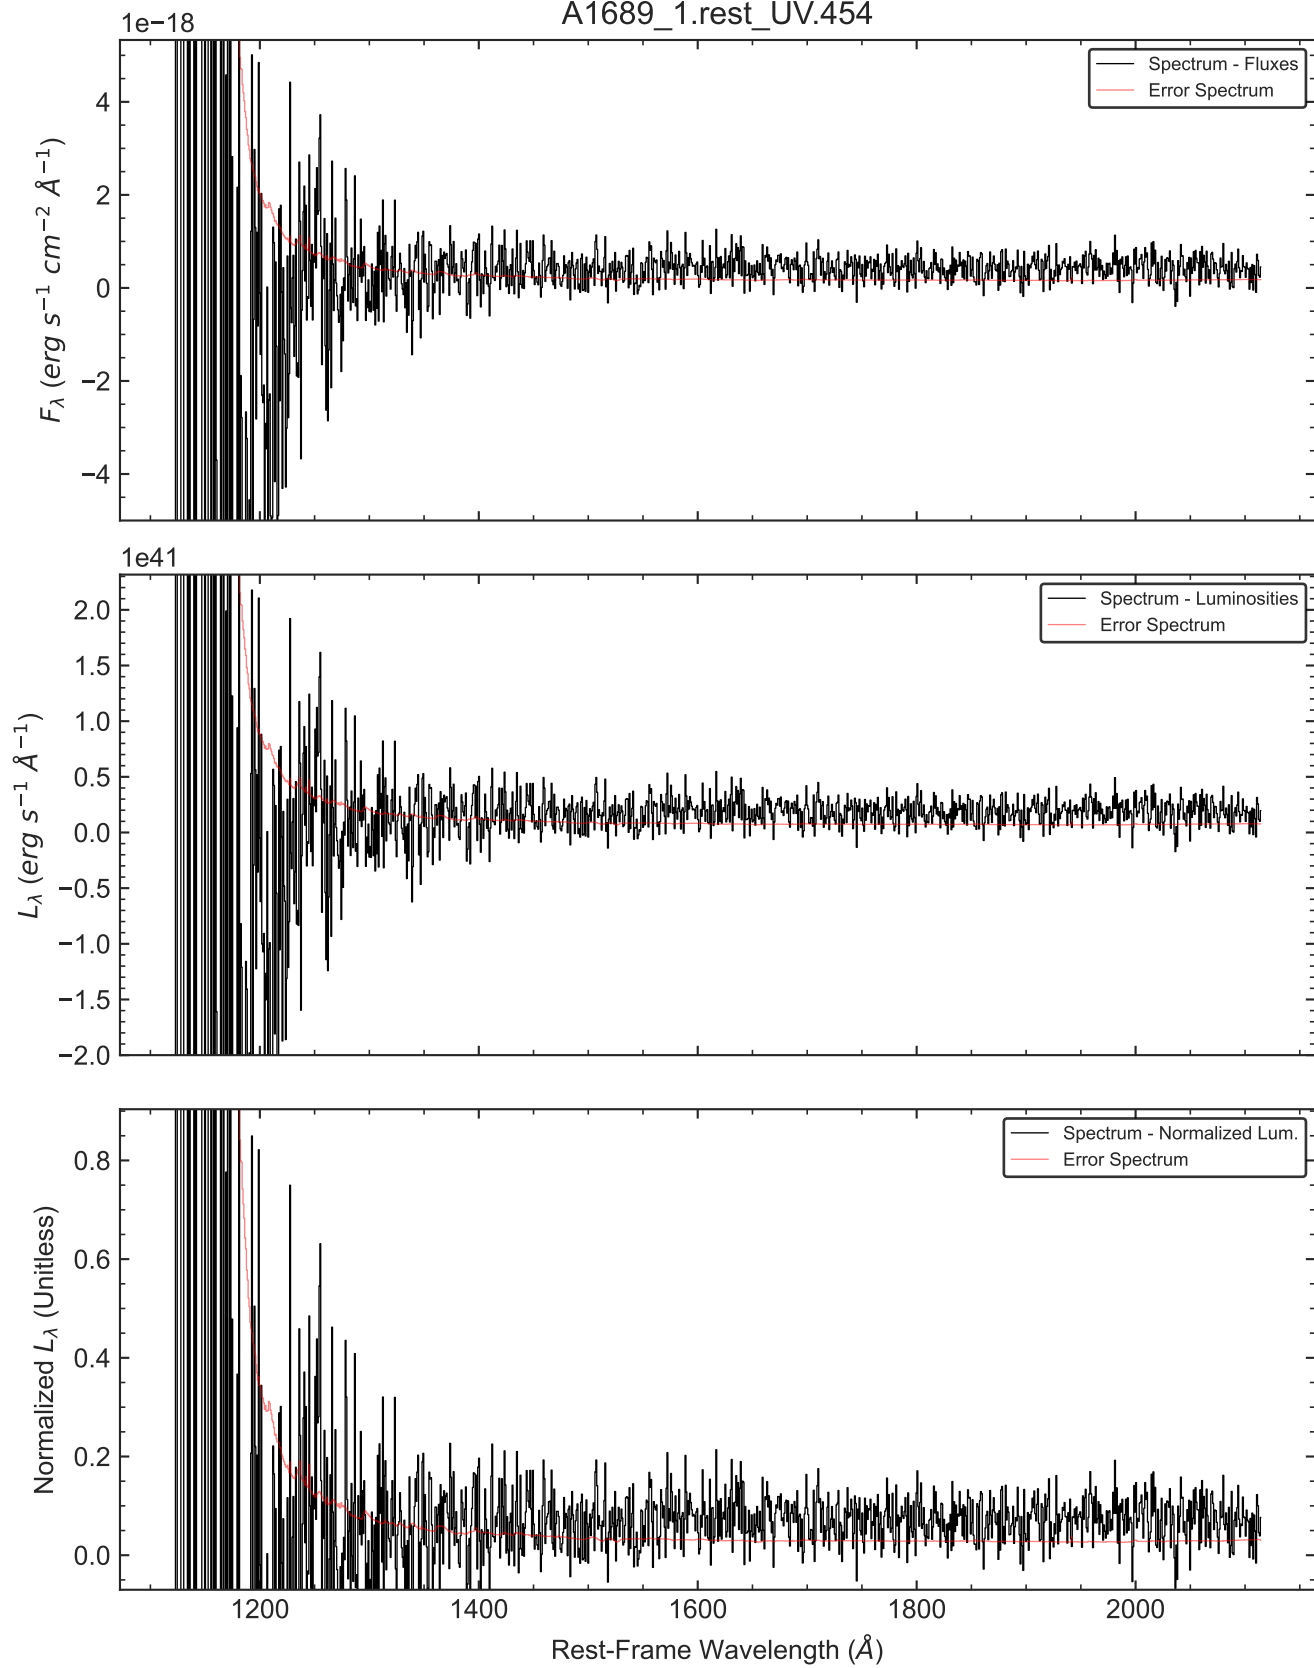 A1689_1.rest_UV.454
1e−18
Spectrum - Fluxes
Error Spectrum
4
2
0
−2
−4
Fλ (erg s−1 cm−2 Å−1)
1e41
Spectrum - Luminosities
Error Spectrum
2.0
1.5
1.0
0.5
0.0
−0.5
−1.0
−1.5
−2.0
Lλ (erg s−1 Å−1)
Spectrum - Normalized Lum.
Error Spectrum
0.8
0.6
0.4
0.2
0.0
Normalized Lλ (Unitless)
1200 1400 1600 1800 2000
Rest-Frame Wavelength (Å)